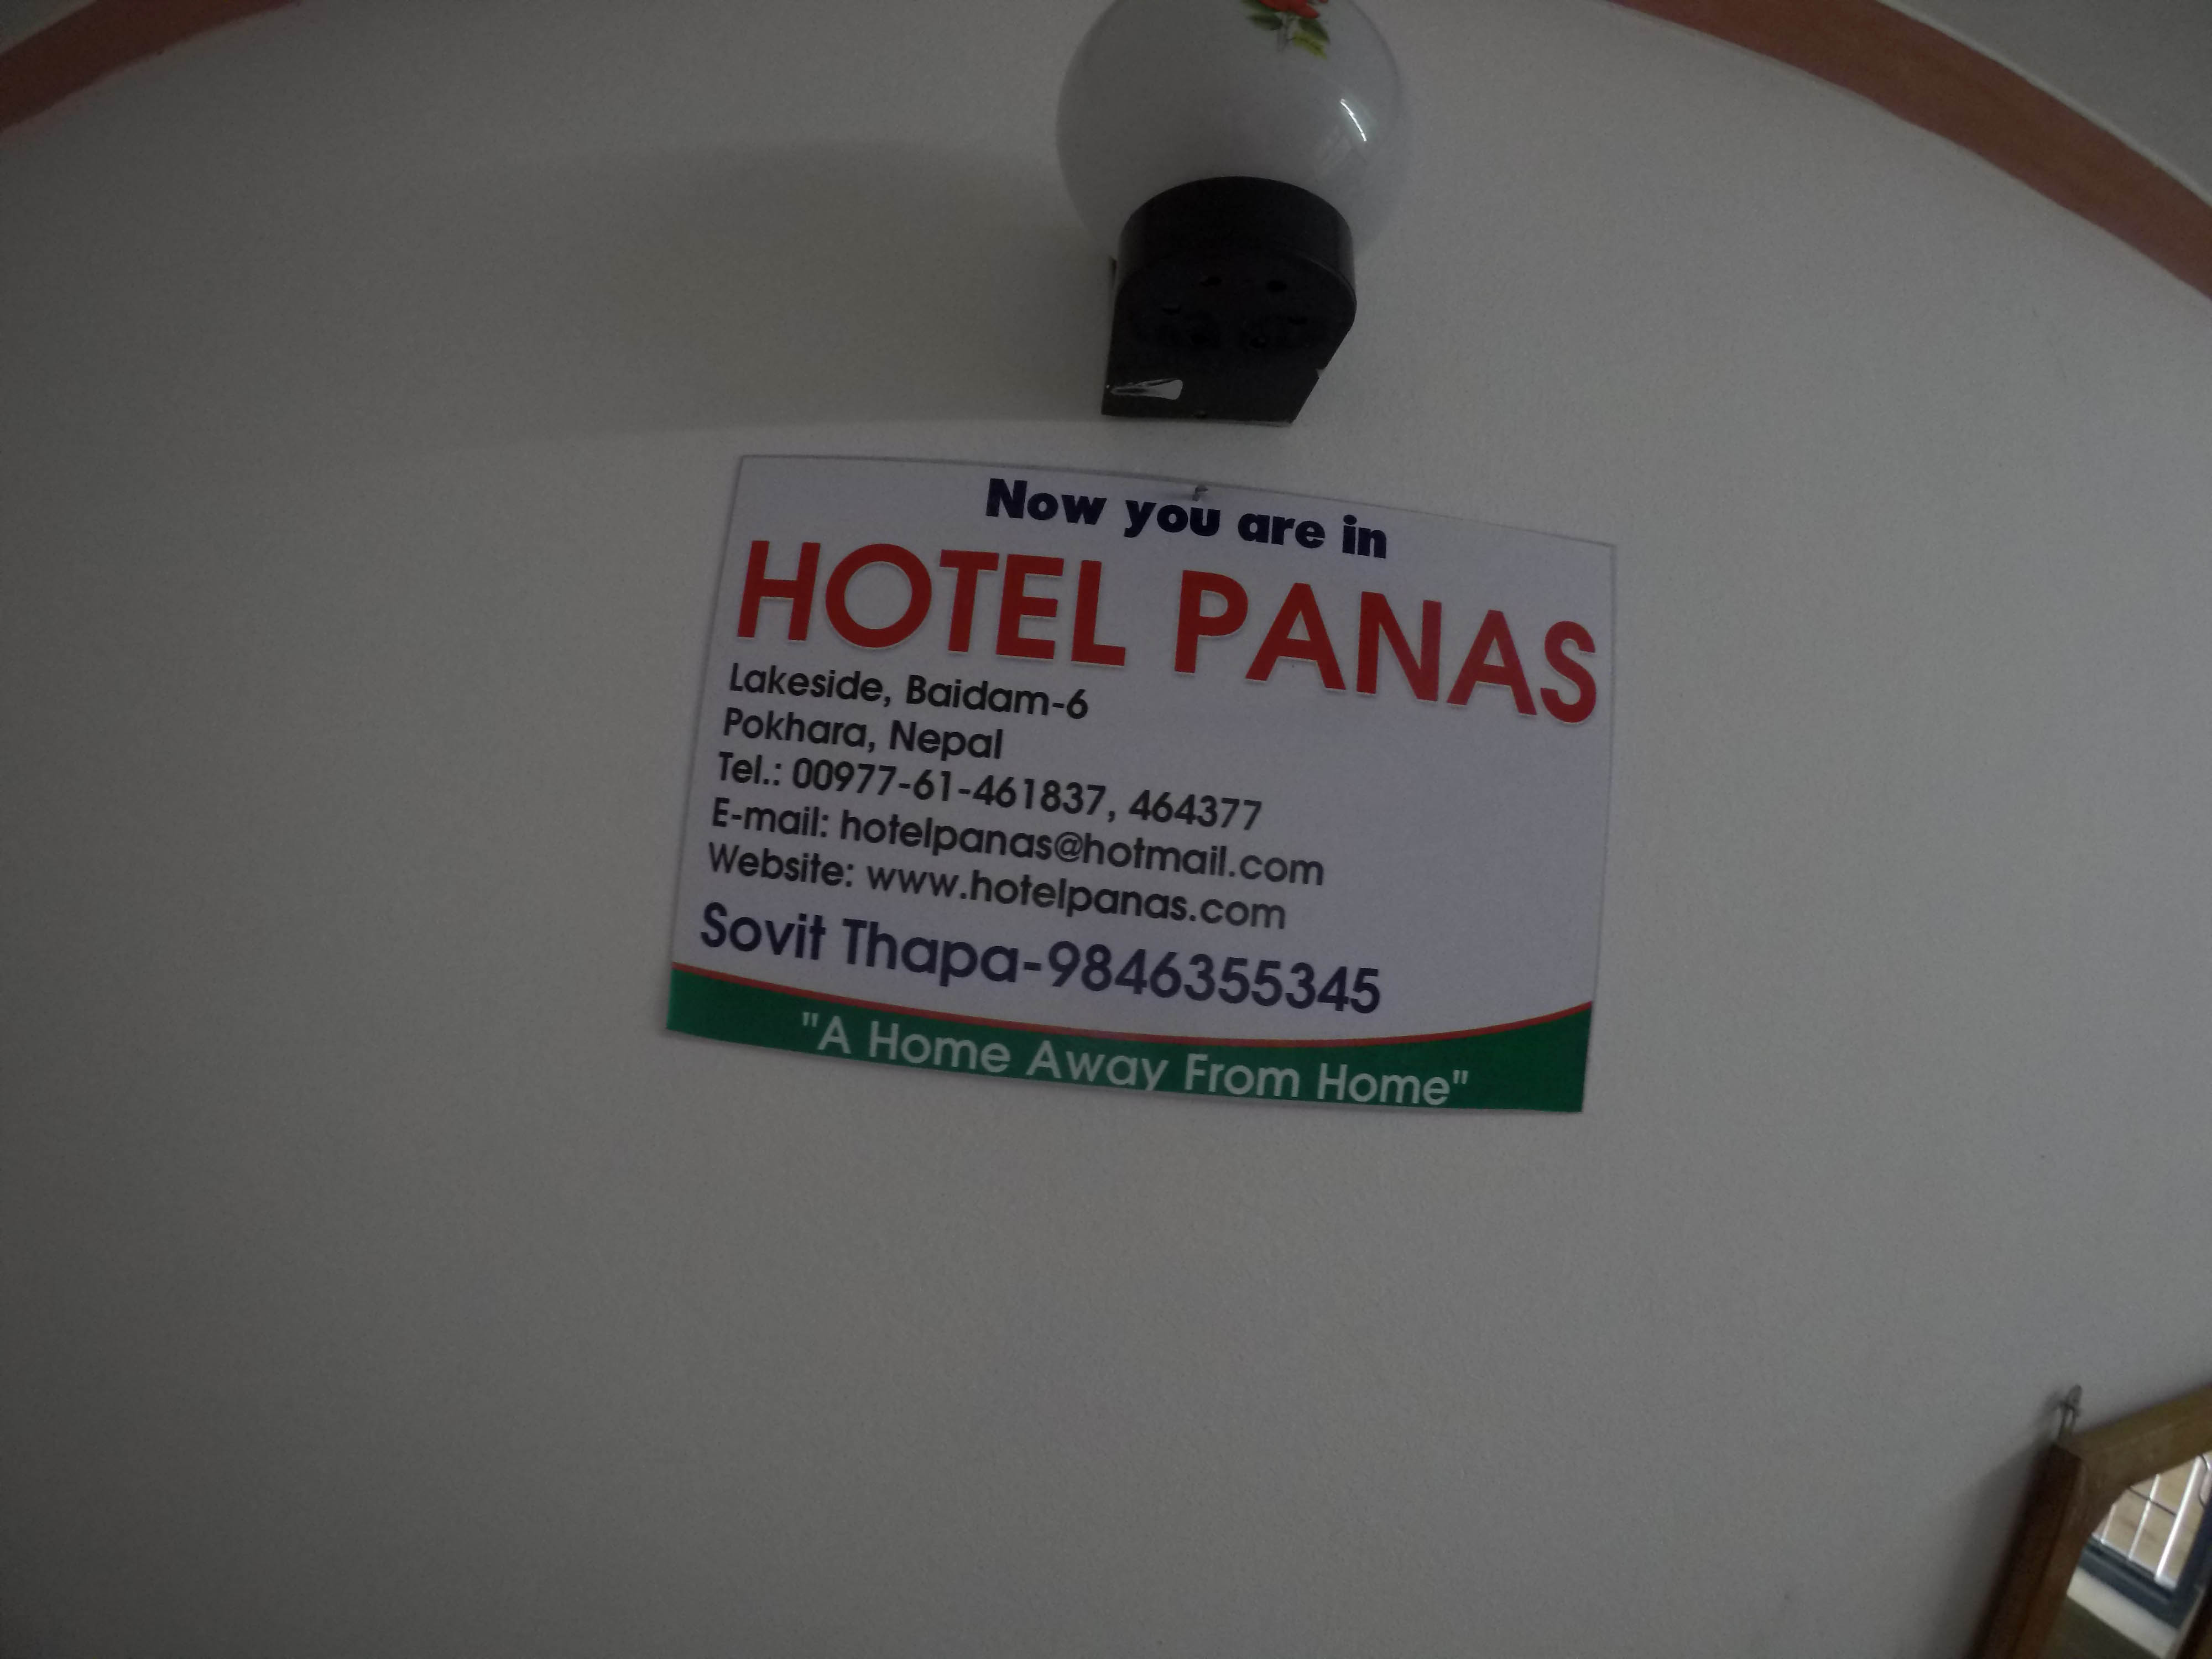 Now you are in
HOTEL PANAS
Lakeside, Baidam-6
Pokhara, Nepal
Tel.: 00977-61-461837, 464377
E-mail: hotelpanas@hotmail.com
Website: www.hotelpanas.com
Sovit Thapa-9846355345
"A Home Away From Home"